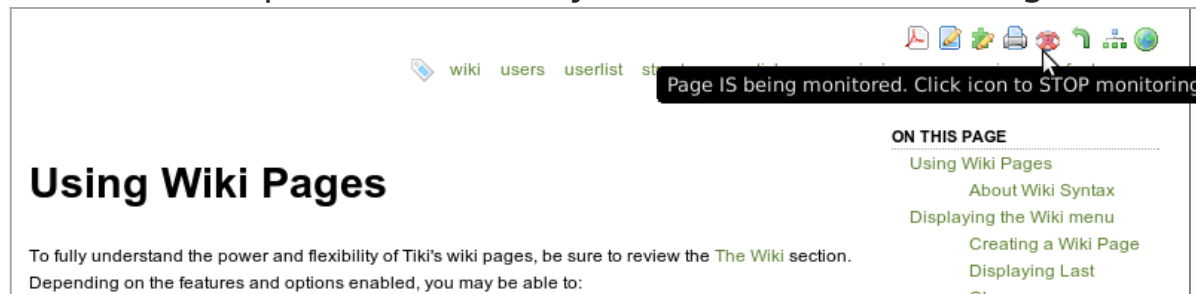 wiki users userlist
Page IS being monitored. Click icon to STOP monitoring
ON THIS PAGE
Using Wiki Pages
About Wiki Syntax
Displaying the Wiki menu
Creating a Wiki Page
Displaying Last
Using Wiki Pages
To fully understand the power and flexibility of Tiki's wiki pages, be sure to review the The Wiki section.
Depending on the features and options enabled, you may be able to: